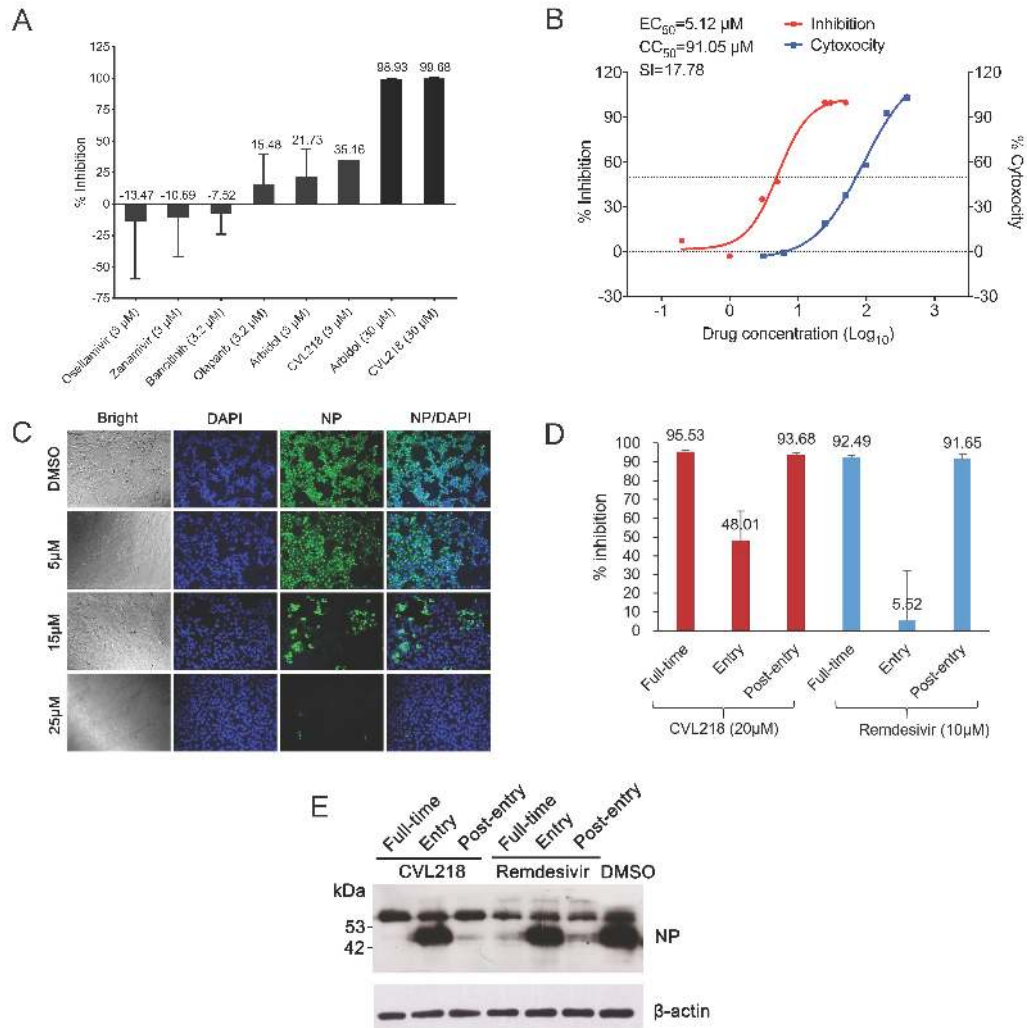 A
% Inhibition
125
100
75
50
25
0
-25
-50
-75
-13.47
-10.69
-7.52
15.48
21.73
35.16
98.93
99.68
Oseltamivir (3 μM)
Zanamivir (3 μM)
Baricitinib (3.2 μM)
Olaparib (3.2 μM)
Arbidol (3 μM)
CVL218 (3 μM)
Arbidol (30 μM)
CVL218 (30 μM)
B
EC50=5.12 μM
CC50=91.05 μM
SI=17.78
Inhibition
Cytoxocity
% Inhibition
120
90
60
30
0
-30
120
90
60
30
0
-30
% Cytoxocity
-1
0
1
2
3
Drug concentration (Log10)
C
Bright
DAPI
NP
NP/DAPI
DMSO
5μM
15μM
25μM
D
% inhibition
100
90
80
70
60
50
40
30
20
10
0
95.53
48.01
93.68
92.49
5.52
91.65
Full-time
Entry
Post-entry
Full-time
Entry
Post-entry
CVL218 (20μM)
Remdesivir (10μM)
E
Full-time
Entry
Post-entry
Full-time
Entry
Post-entry
CVL218
Remdesivir
DMSO
kDa
53
42
NP
β-actin